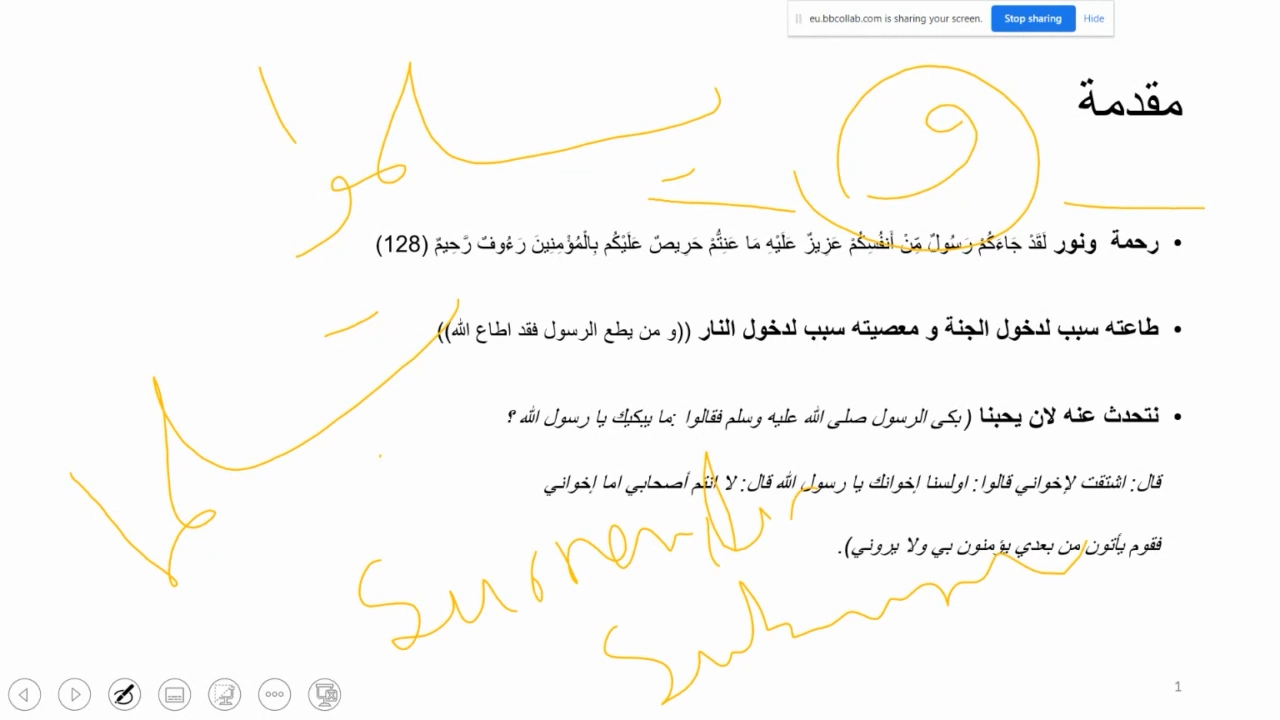 eu.bbcollab.com is sharing your screen. Stop sharing Hide
مقدمة
و
يسلموا
• رحمة ونور لَقَدْ جَاءَكُمْ رَسُولٌ مِّنْ أَنفُسِكُمْ عَزِيزٌ عَلَيْهِ مَا عَنِتُّمْ حَرِيصٌ عَلَيْكُم بِالْمُؤْمِنِينَ رَءُوفٌ رَّحِيمٌ (128)
• طاعته سبب لدخول الجنة و معصيته سبب لدخول النار ((و من يطع الرسول فقد اطاع الله))
• نتحدث عنه لان يحبنا ( بكى الرسول صلى الله عليه وسلم فقالوا :ما يبكيك يا رسول الله ؟
قال: اشتقت لإخواني قالوا: اولسنا إخوانك يا رسول الله قال: لا انتم أصحابي اما إخواني
فقوم يأتون من بعدي يؤمنون بي ولا يروني).
Surrender
1